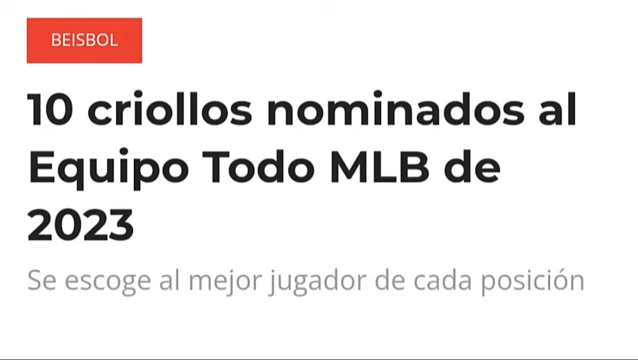 BEISBOL
10 criollos nominados al
Equipo Todo MLB de
2023
Se escoge al mejor jugador de cada posición